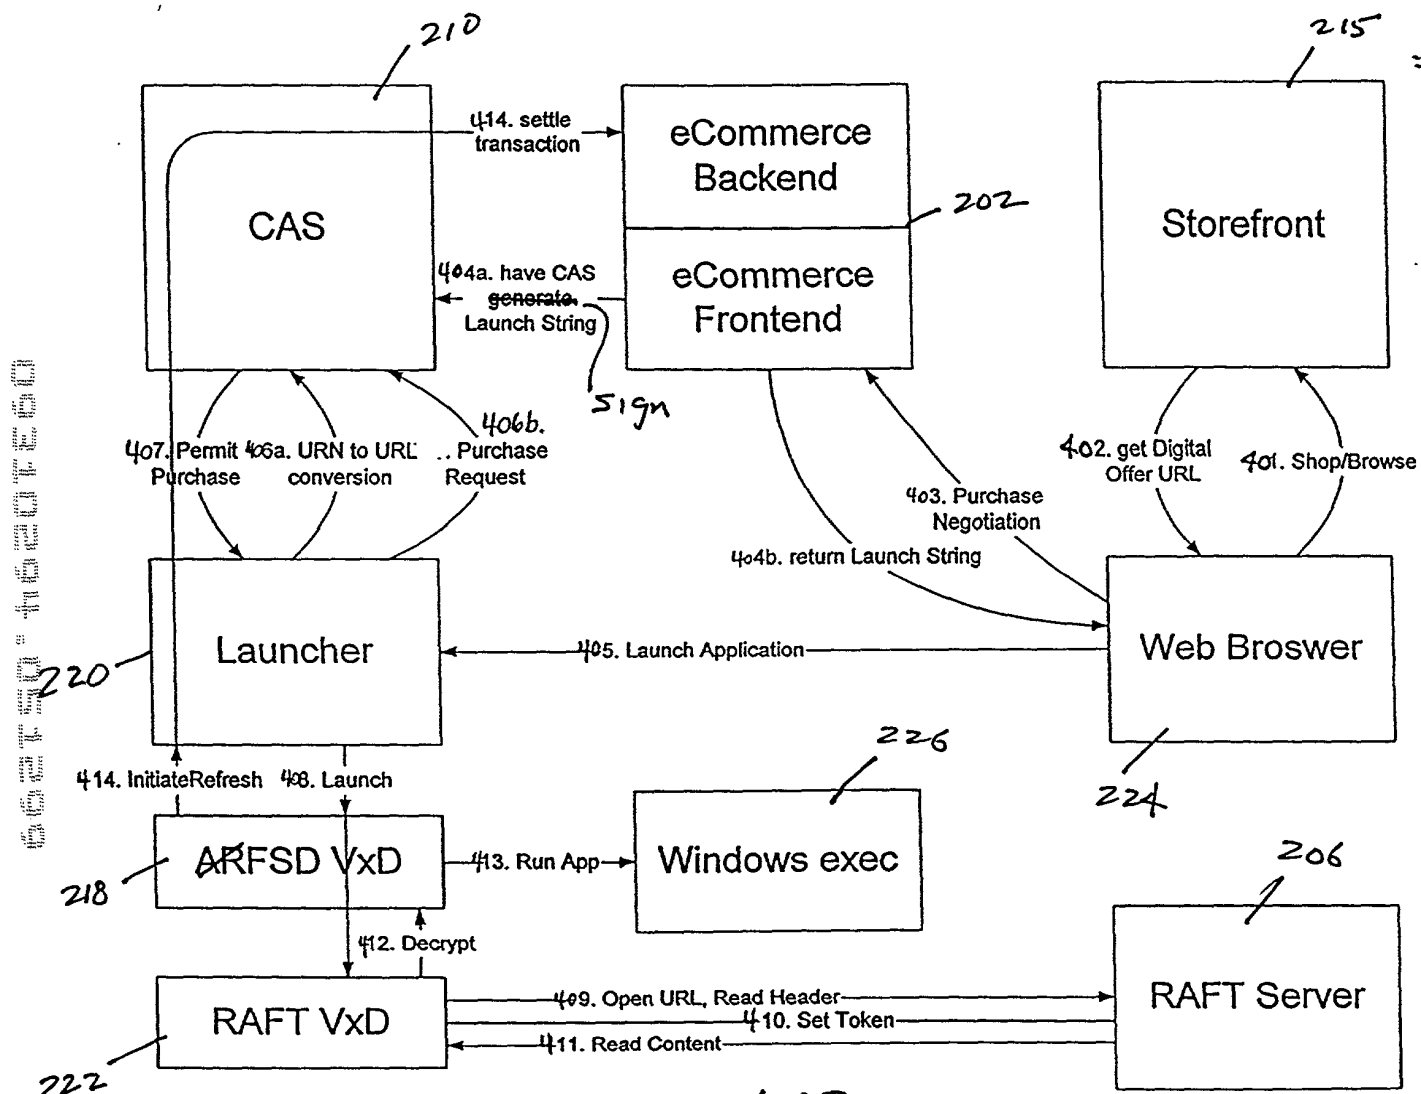 210
215
414. settle
transaction
eCommerce
Backend
CAS
202
Storefront
404a. have CAS
generate
Launch String
sign
eCommerce
Frontend
407. Permit
Purchase
406a. URN to URL
conversion
406b.
.. Purchase
Request
402. get Digital
Offer URL
401. Shop/Browse
403. Purchase
Negotiation
404b. return Launch String
Launcher
405. Launch Application
Web Broswer
220
226
224
414. InitiateRefresh
408. Launch
ARFSD VxD
413. Run App
Windows exec
206
218
412. Decrypt
RAFT VxD
409. Open URL, Read Header
410. Set Token
411. Read Content
RAFT Server
222